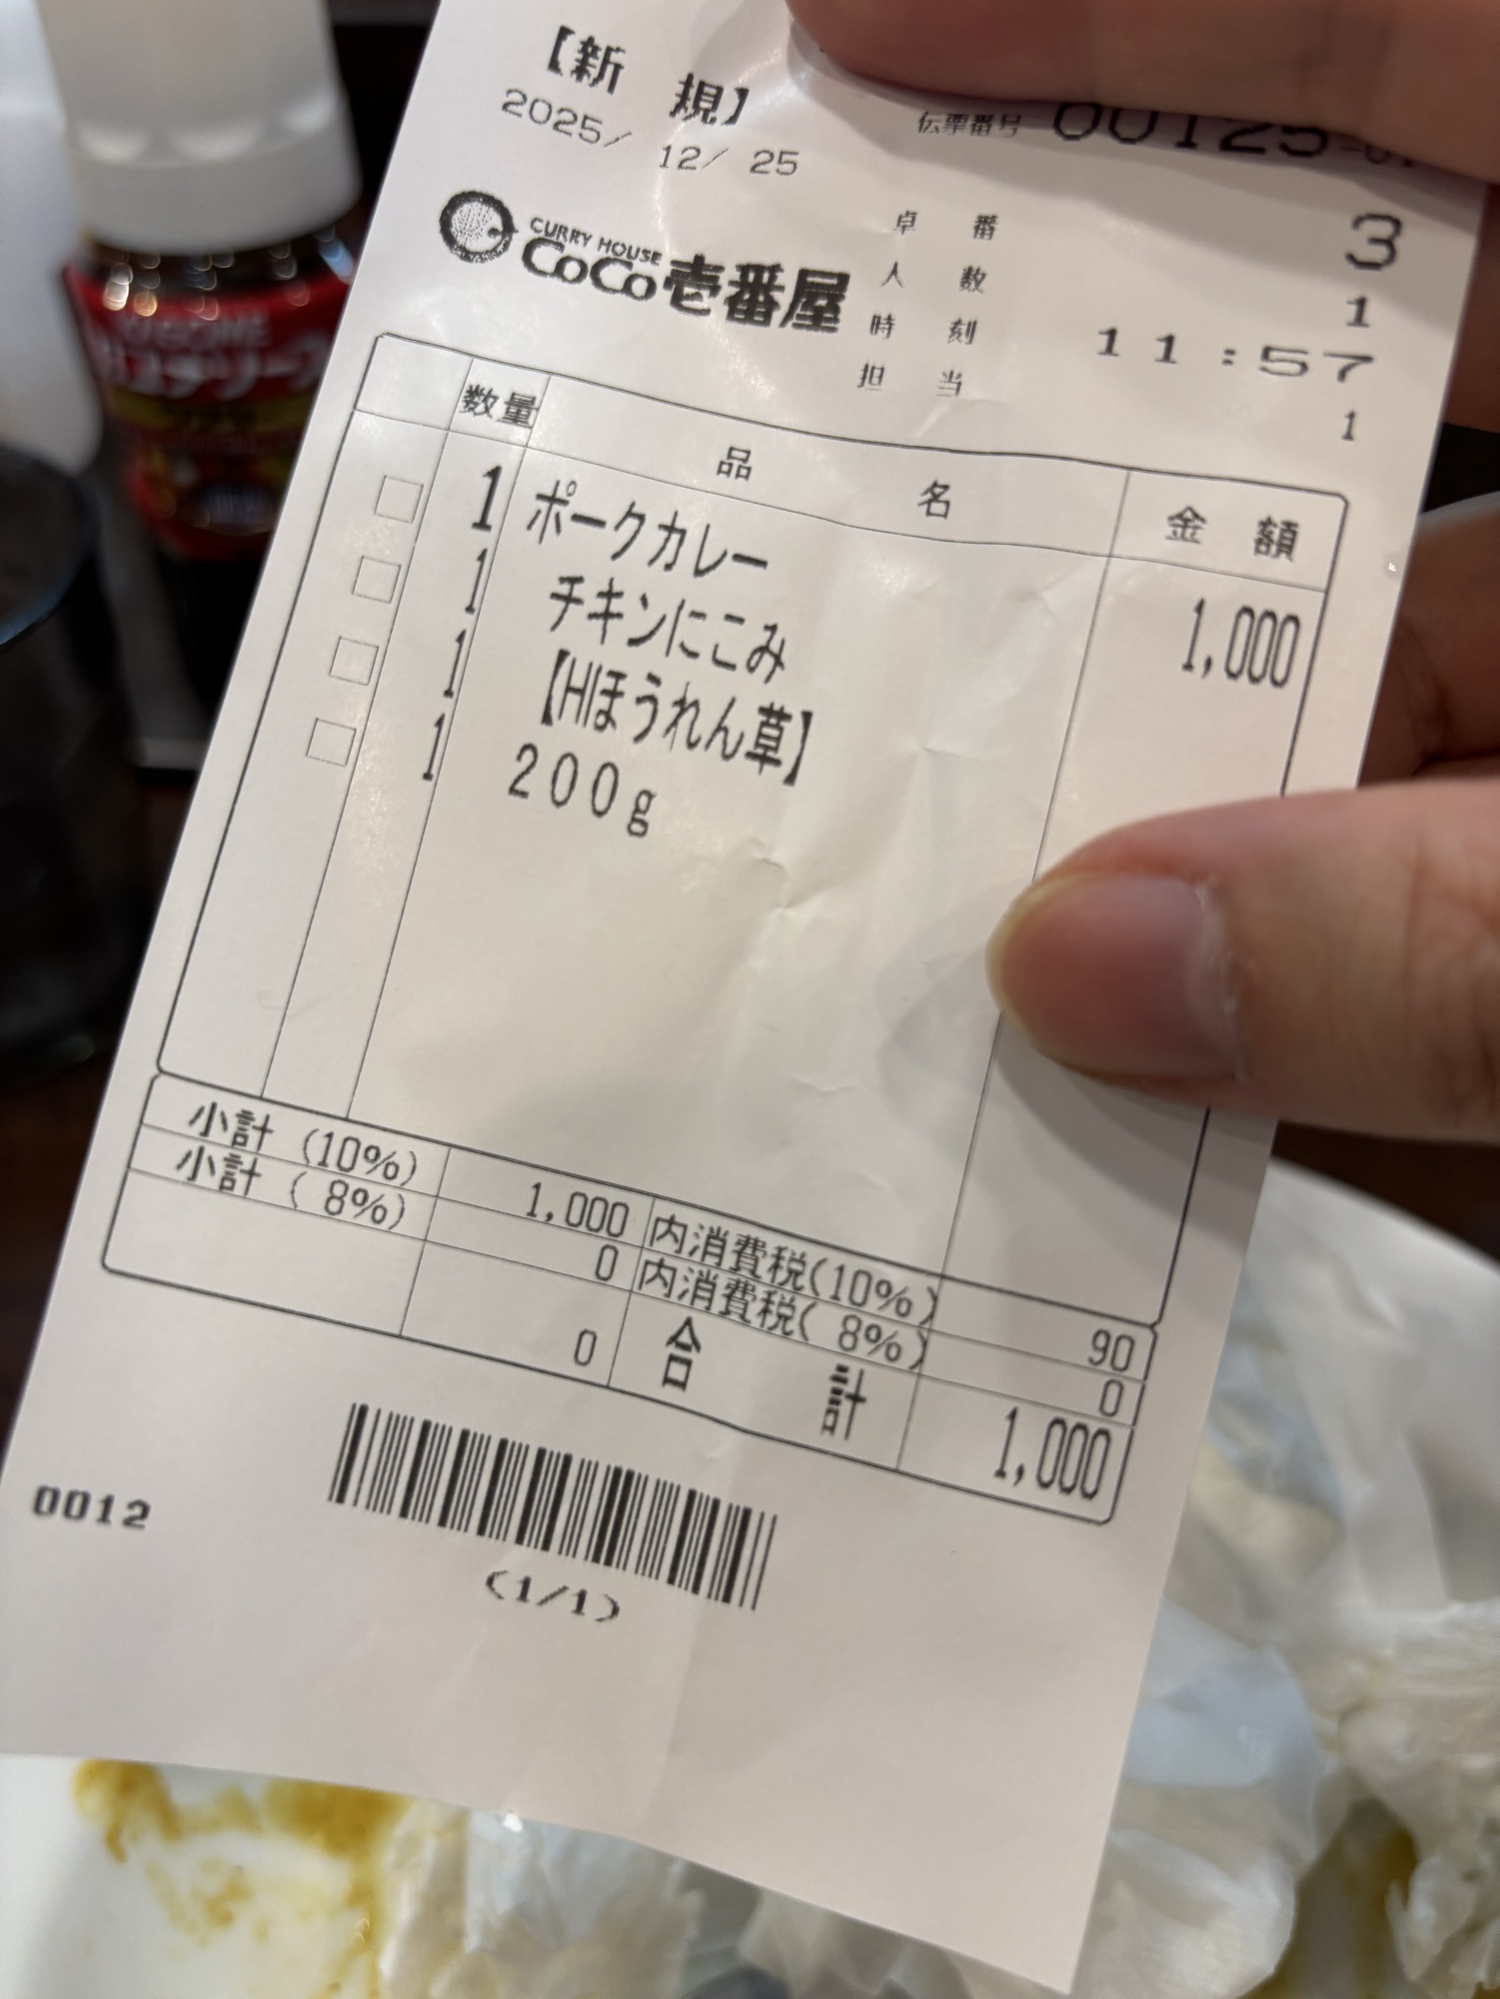 【新 規】
伝票番号 00125-01
2025/ 12/ 25
CURRY HOUSE
CoCo壱番屋
卓 番 3
人 数 1
時 刻 11:57
担 当 1
数量 品 名 金 額
1 ポークカレー 1,000
1 チキンにこみ
1 【HIほうれん草】
1 200g
小計 (10%) 1,000 内消費税(10%) 90
小計 ( 8%) 0 内消費税( 8%) 0
0 合 計 1,000
0012
(1/1)